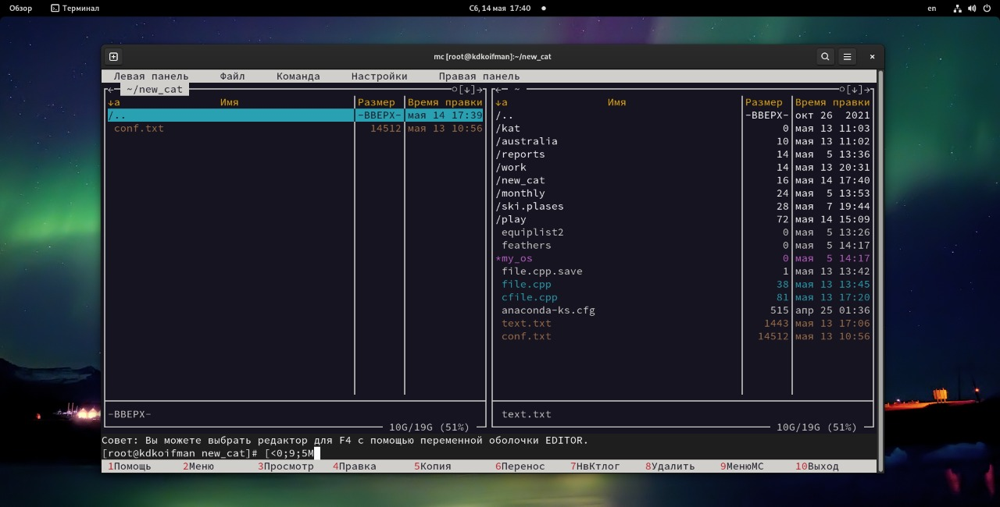 Обзор Терминал Сб, 14 мая 17:40 en
mc [root@kdkoifman]:~/new_cat
Левая панель Файл Команда Настройки Правая панель
~/new_cat [↓] ~ [↓]
↓а Имя Размер Время правки ↓а Имя Размер Время правки
/.. -ВВЕРХ- мая 14 17:39 /.. -ВВЕРХ- окт 26 2021
conf.txt 14512 мая 13 10:56 /kat 0 мая 13 11:03
/australia 10 мая 13 11:02
/reports 14 мая 5 13:36
/work 14 мая 13 20:31
/new_cat 16 мая 14 17:40
/monthly 24 мая 5 13:53
/ski.plases 28 мая 7 19:44
/play 72 мая 14 15:09
equiplist2 0 мая 5 13:26
feathers 0 мая 5 14:17
*my_os 0 мая 5 14:17
file.cpp.save 1 мая 13 13:42
file.cpp 38 мая 13 13:45
cfile.cpp 81 мая 13 17:20
anaconda-ks.cfg 515 апр 25 01:36
text.txt 1443 мая 13 17:06
conf.txt 14512 мая 13 10:56
-ВВЕРХ- text.txt
10G/19G (51%) 10G/19G (51%)
Совет: Вы можете выбрать редактор для F4 с помощью переменной оболочки EDITOR.
[root@kdkoifman new_cat]# [<0;9;5M
1Помощь 2Меню 3Просмотр 4Правка 5Копия 6Перенос 7НвКтлог 8Удалить 9МенюМС 10Выход